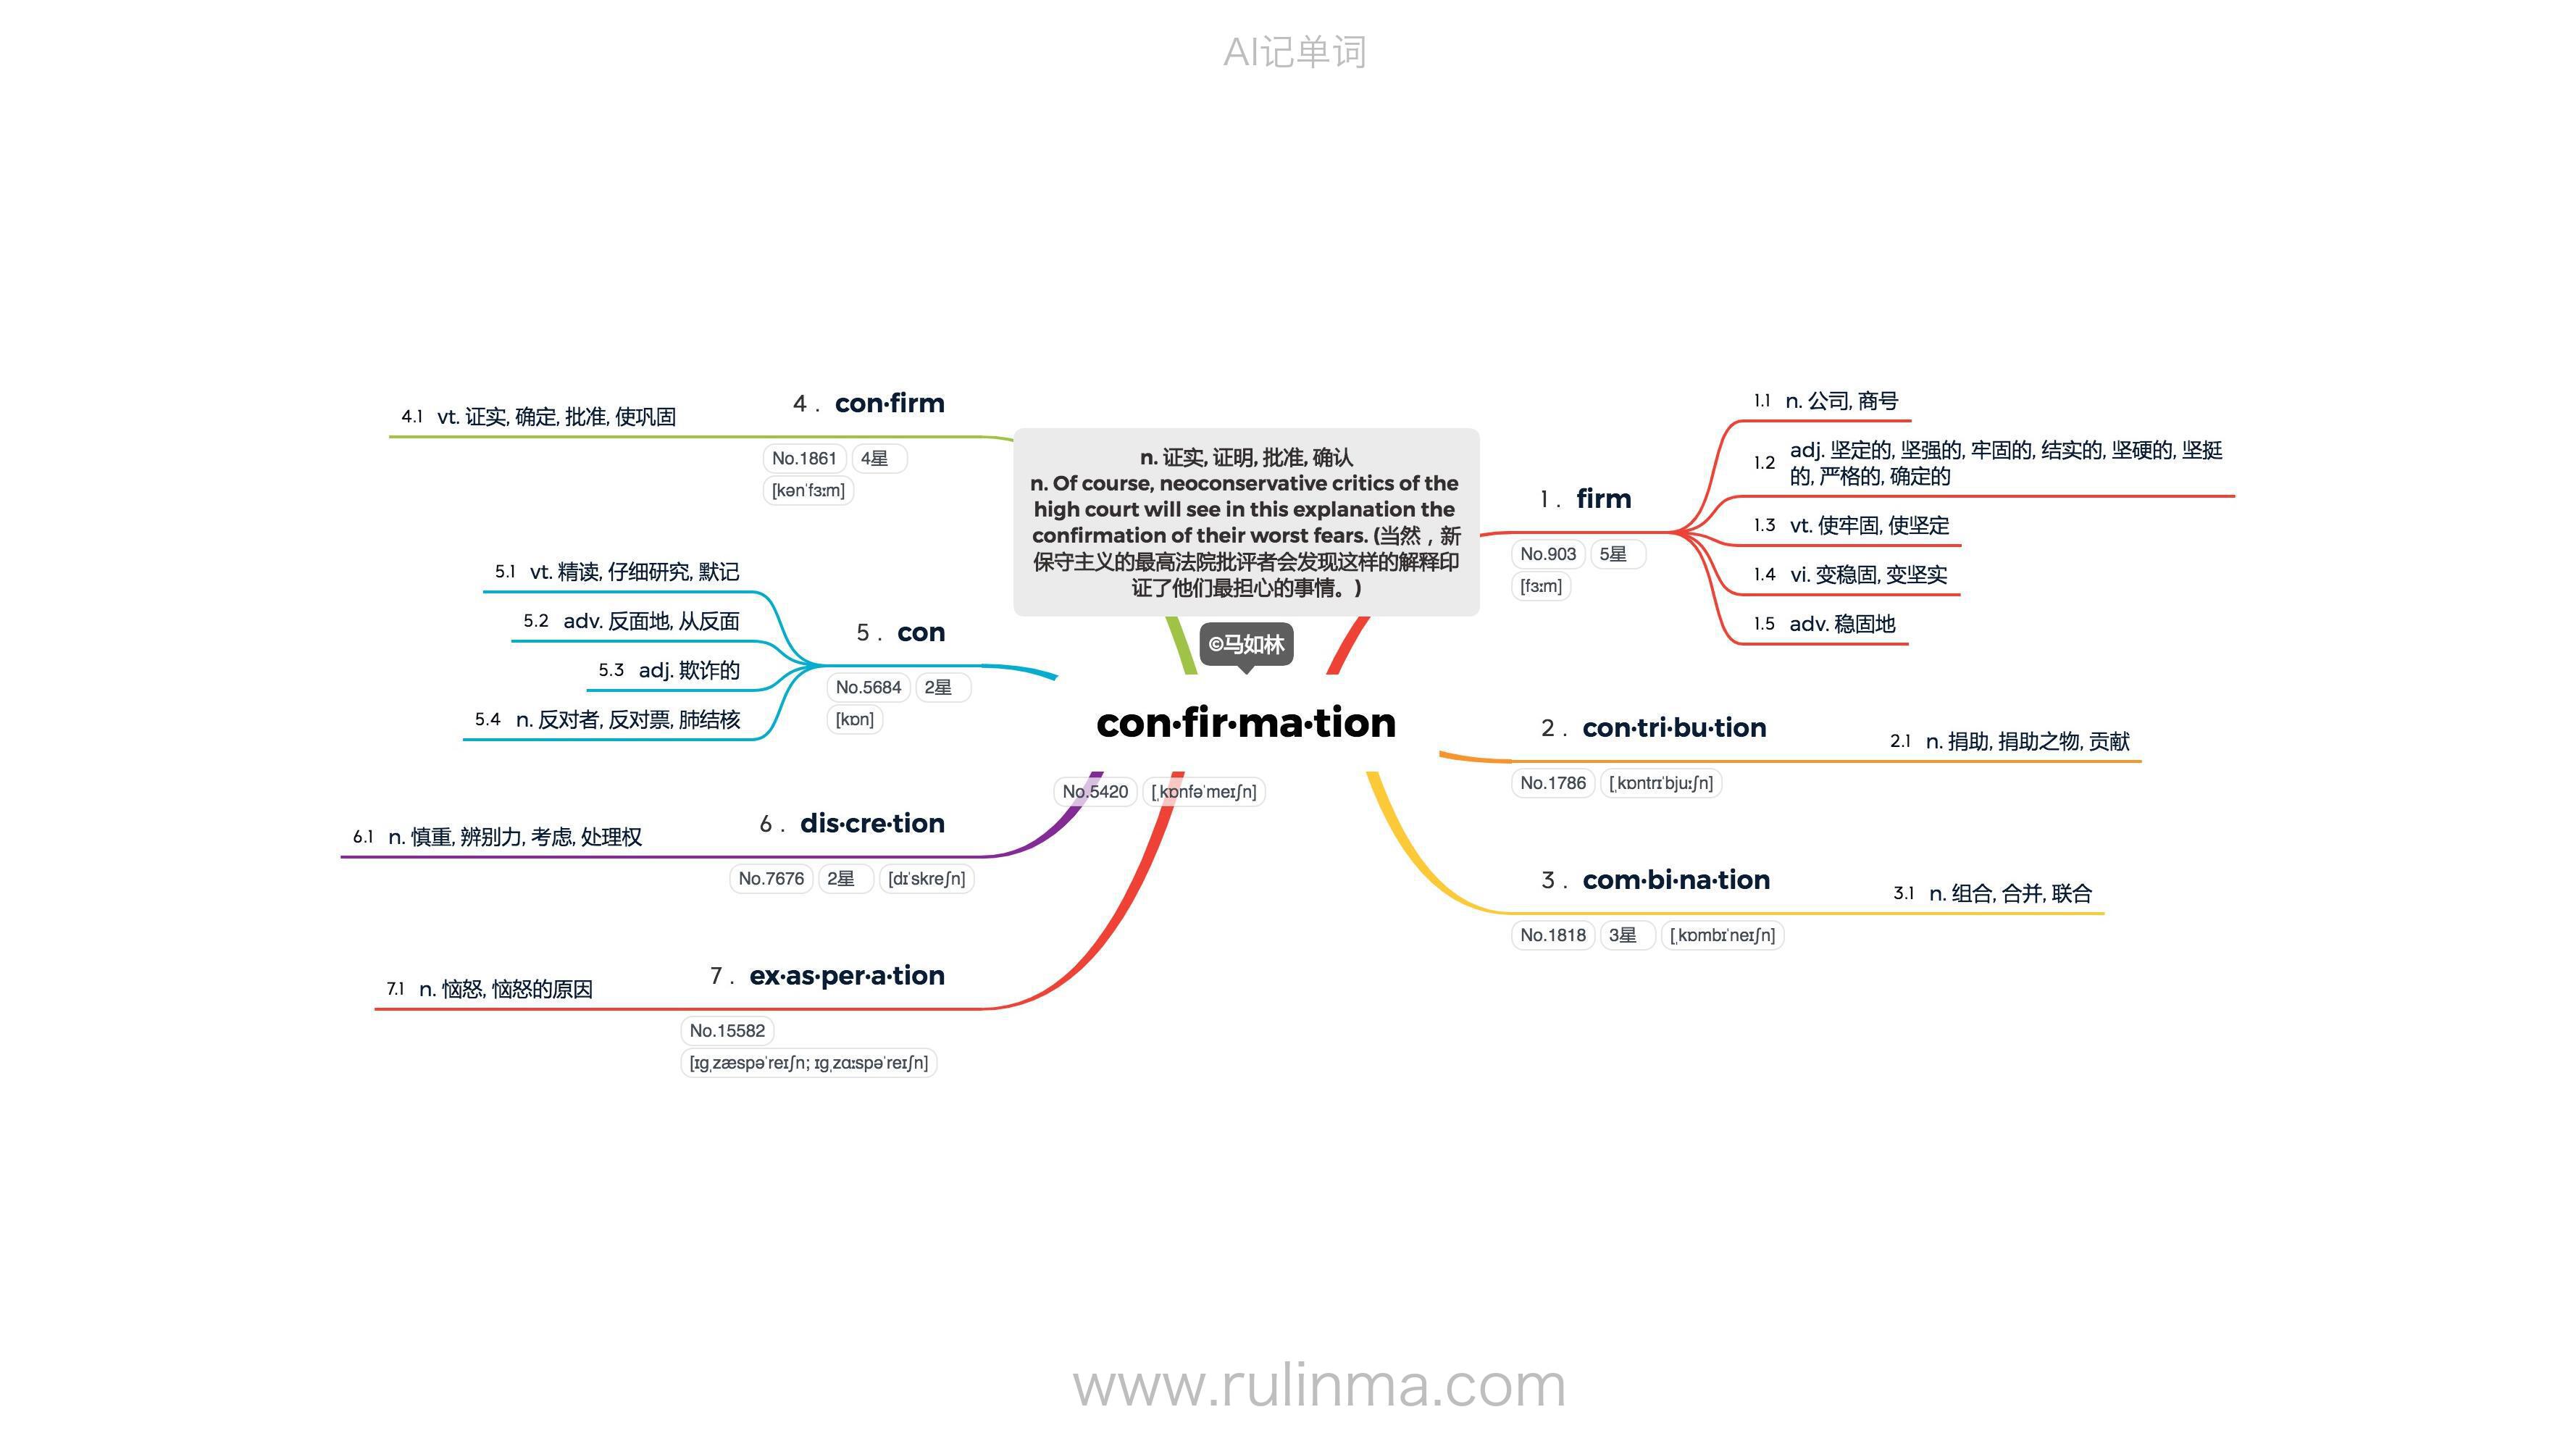 AI记单词
n. 证实, 证明, 批准, 确认
n. Of course, neoconservative critics of the
high court will see in this explanation the
confirmation of their worst fears. (当然，新
保守主义的最高法院批评者会发现这样的解释印
证了他们最担心的事情。)
©马如林
con·fir·ma·tion
No.5420 [ˌkɒnfəˈmeɪʃn]
1. firm
No.903 5星
[fɜːm]
1.1 n. 公司, 商号
1.2 adj. 坚定的, 坚强的, 牢固的, 结实的, 坚硬的, 坚挺
的, 严格的, 确定的
1.3 vt. 使牢固, 使坚定
1.4 vi. 变稳固, 变坚实
1.5 adv. 稳固地
2. con·tri·bu·tion
No.1786 [ˌkɒntrɪˈbjuːʃn]
2.1 n. 捐助, 捐助之物, 贡献
3. com·bi·na·tion
No.1818 3星 [ˌkɒmbɪˈneɪʃn]
3.1 n. 组合, 合并, 联合
4. con·firm
No.1861 4星
[kənˈfɜːm]
4.1 vt. 证实, 确定, 批准, 使巩固
5. con
No.5684 2星
[kɒn]
5.1 vt. 精读, 仔细研究, 默记
5.2 adv. 反面地, 从反面
5.3 adj. 欺诈的
5.4 n. 反对者, 反对票, 肺结核
6. dis·cre·tion
No.7676 2星 [dɪˈskreʃn]
6.1 n. 慎重, 辨别力, 考虑, 处理权
7. ex·as·per·a·tion
No.15582
[ɪɡˌzæspəˈreɪʃn; ɪɡˌzɑːspəˈreɪʃn]
7.1 n. 恼怒, 恼怒的原因
www.rulinma.com